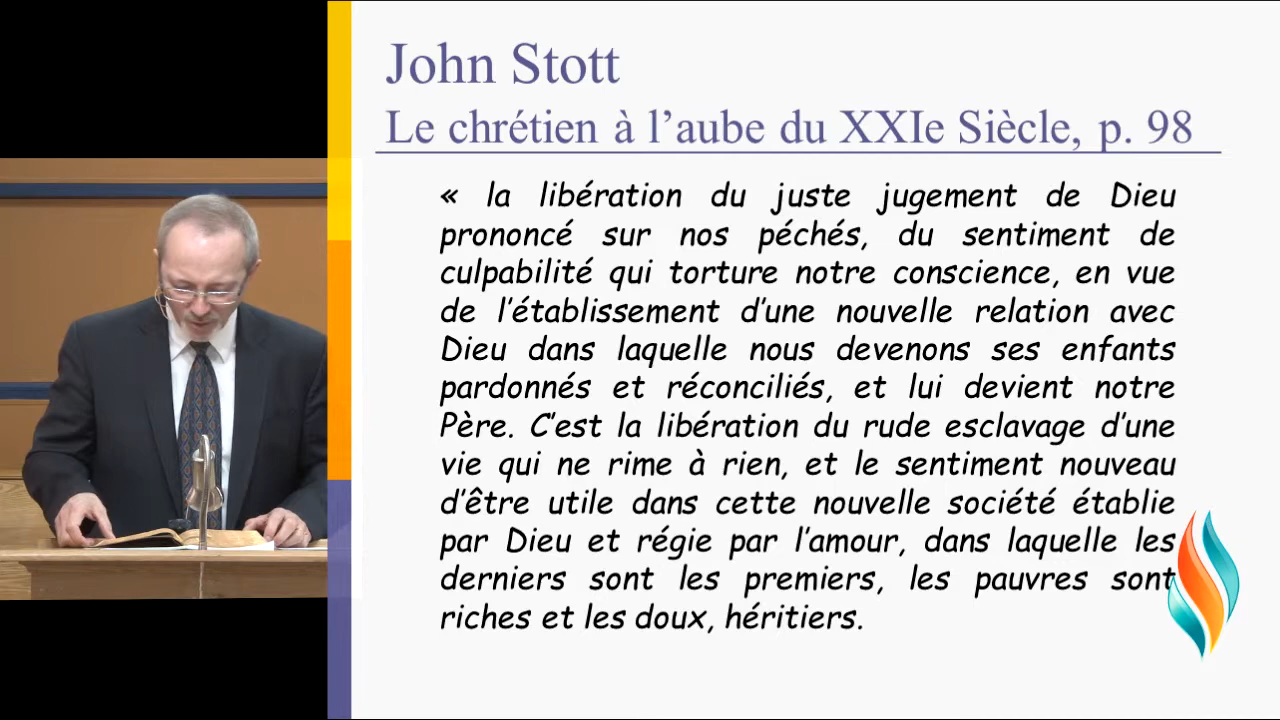 John Stott
Le chrétien à l’aube du XXIe Siècle, p. 98
« la libération du juste jugement de Dieu
prononcé sur nos péchés, du sentiment de
culpabilité qui torture notre conscience, en vue
de l’établissement d’une nouvelle relation avec
Dieu dans laquelle nous devenons ses enfants
pardonnés et réconciliés, et lui devient notre
Père. C’est la libération du rude esclavage d’une
vie qui ne rime à rien, et le sentiment nouveau
d’être utile dans cette nouvelle société établie
par Dieu et régie par l’amour, dans laquelle les
derniers sont les premiers, les pauvres sont
riches et les doux, héritiers.